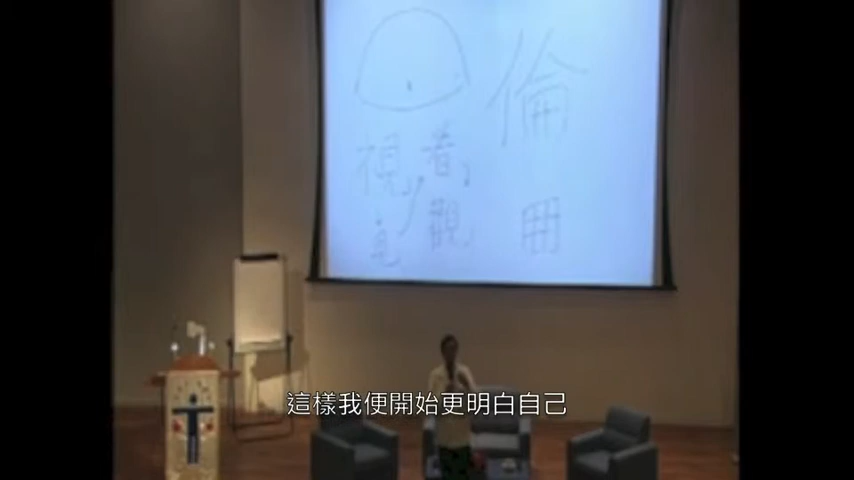 倫
視 看
觀
冊
這樣我便開始更明白自己